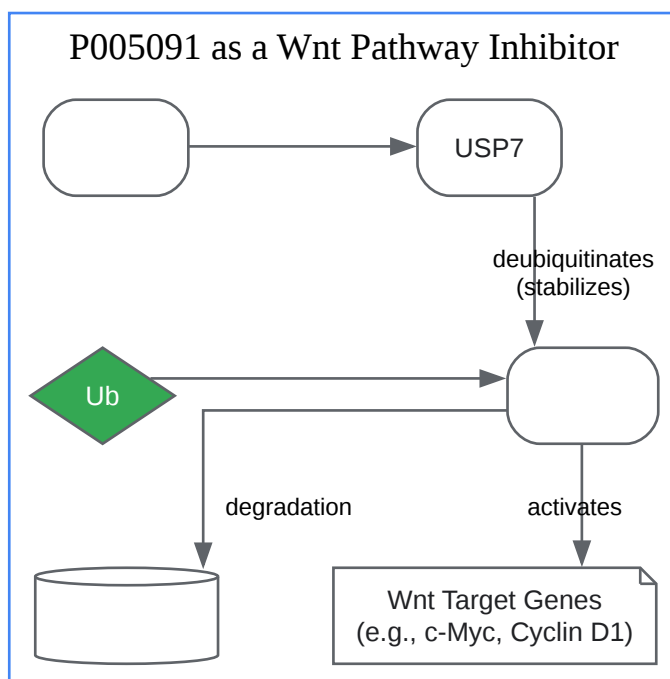 P005091 as a Wnt Pathway Inhibitor
USP7
deubiquitinates
(stabilizes)
Ub
degradation
activates
Wnt Target Genes
(e.g., c-Myc, Cyclin D1)